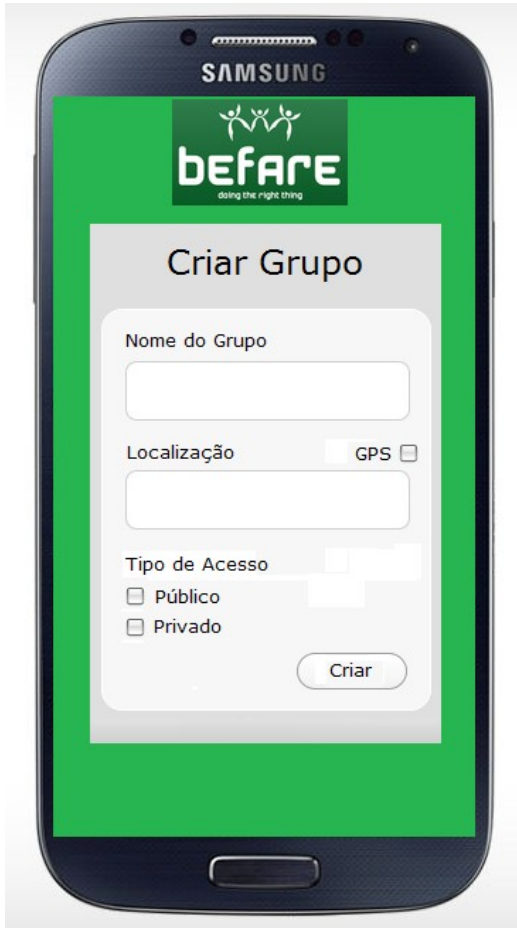 SAMSUNG
befare
doing the right thing
Criar Grupo
Nome do Grupo
Localização
GPS
Tipo de Acesso
Público
Privado
Criar